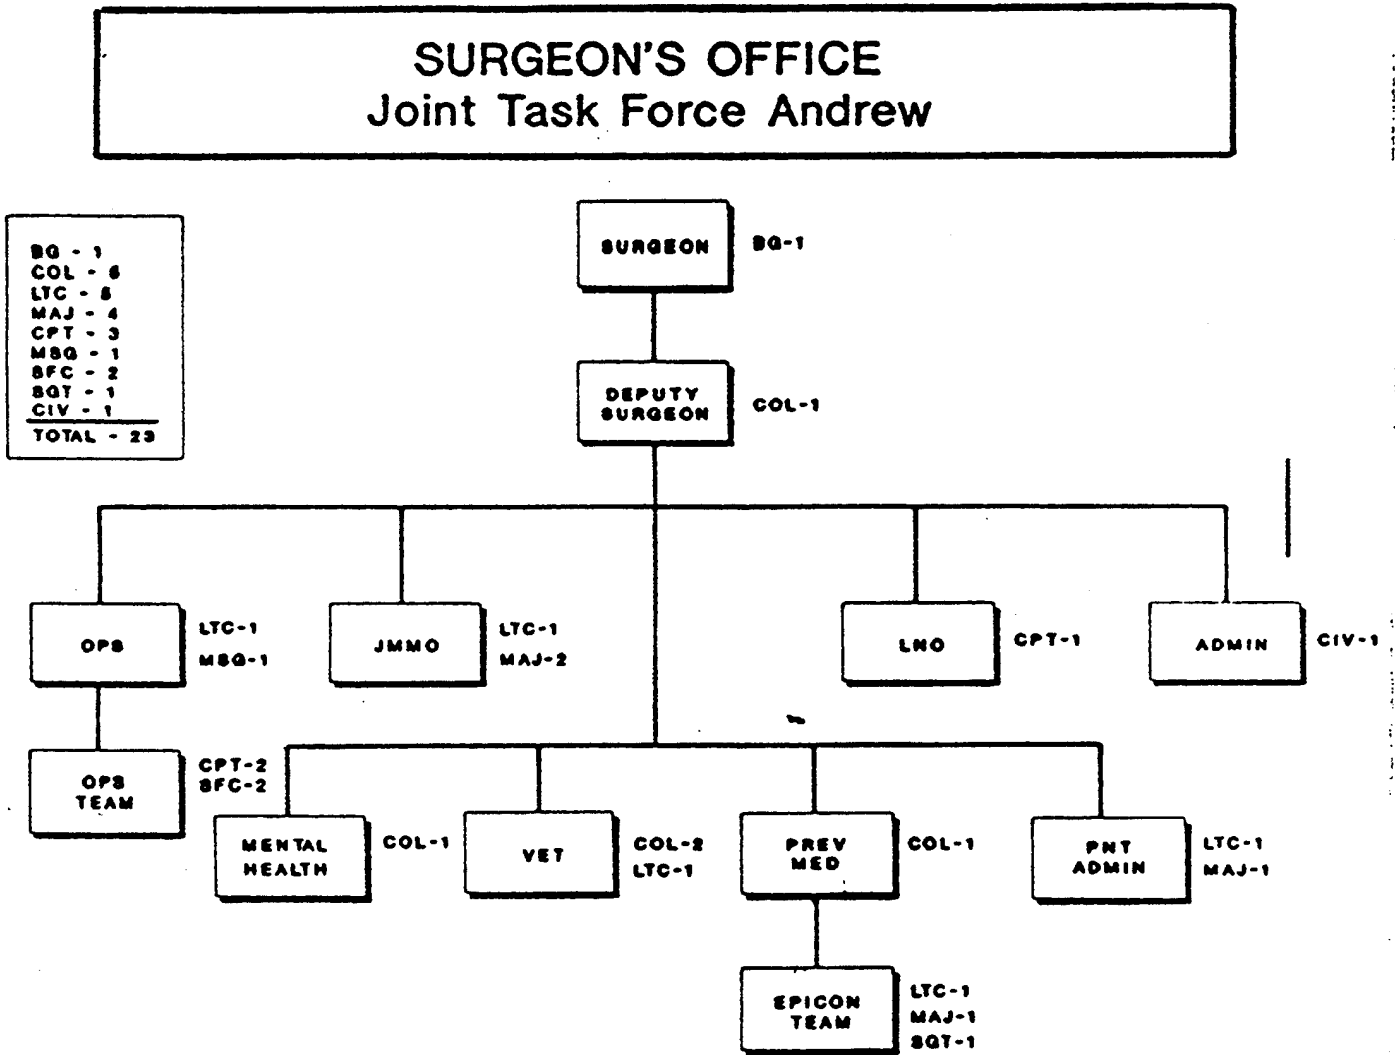 SURGEON'S OFFICE
Joint Task Force Andrew
BG - 1
COL - 5
LTC - 5
MAJ - 4
CPT - 3
MSG - 1
SFC - 2
SGT - 1
CIV - 1
TOTAL - 23
SURGEON
BG-1
DEPUTY
SURGEON
COL-1
OPS
LTC-1
MSG-1
JMMO
LTC-1
MAJ-2
LNO
CPT-1
ADMIN
CIV-1
OPS
TEAM
CPT-2
SFC-2
MENTAL
HEALTH
COL-1
VET
COL-2
LTC-1
PREV
MED
COL-1
PNT
ADMIN
LTC-1
MAJ-1
EPICON
TEAM
LTC-1
MAJ-1
SGT-1